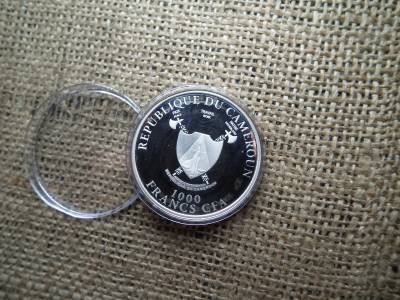 REPUBLIQUE DU CAMEROUN
1000
FRANCS CFA